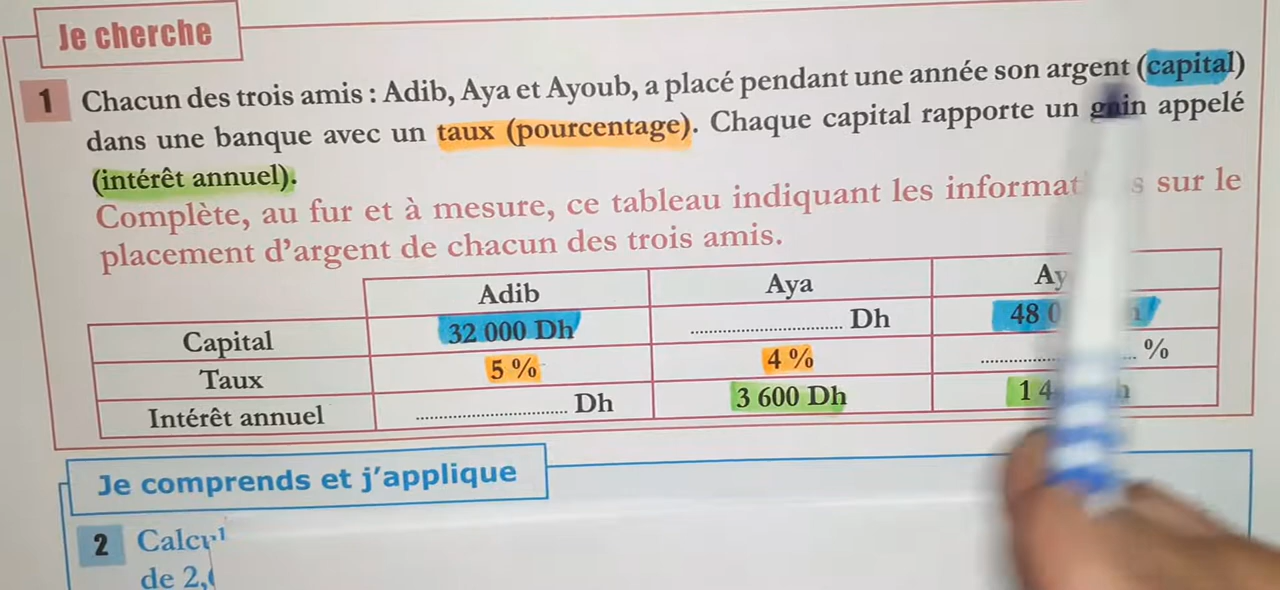 Je cherche
1 Chacun des trois amis : Adib, Aya et Ayoub, a placé pendant une année son argent (capital)
dans une banque avec un taux (pourcentage). Chaque capital rapporte un gain appelé
(intérêt annuel).
Complète, au fur et à mesure, ce tableau indiquant les sur le
placement d'argent de chacun des trois amis.
Adib Aya
Capital 32 000 Dh .............................. Dh
Taux 5 % 4 % .............................. %
Intérêt annuel .............................. Dh 3 600 Dh
Je comprends et j'applique
2
de